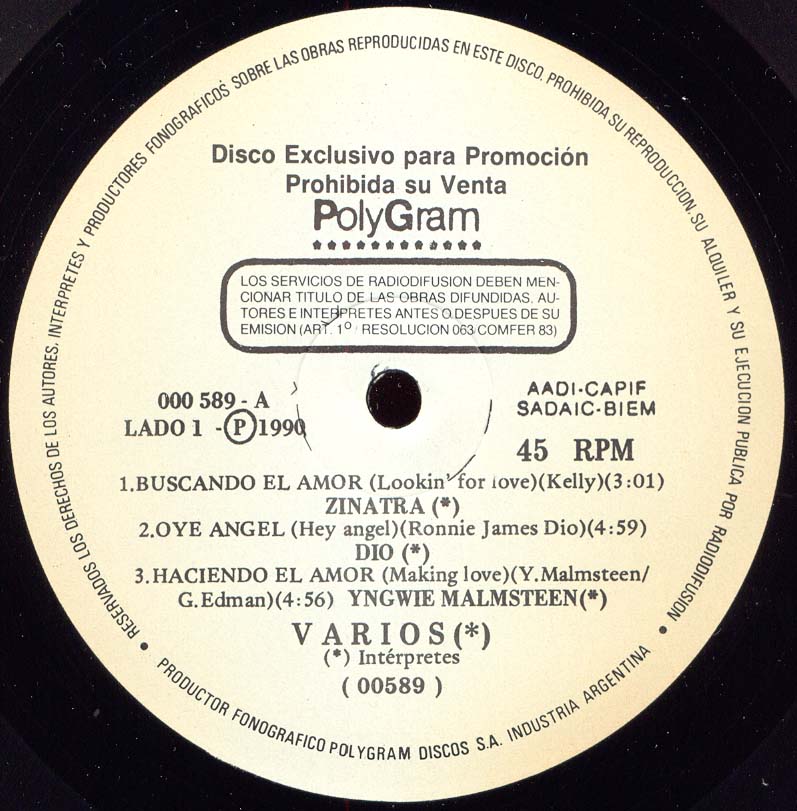 RESERVADOS LOS DERECHOS DE LOS AUTORES, INTERPRETES Y PRODUCTORES FONOGRAFICOS SOBRE LAS OBRAS REPRODUCIDAS EN ESTE DISCO. PROHIBIDA SU REPRODUCCION. SU ALQUILER Y SU EJECUCION PUBLICA POR RADIODIFUSION
Disco Exclusivo para Promoción
Prohibida su Venta
PolyGram
LOS SERVICIOS DE RADIODIFUSION DEBEN MEN-
CIONAR TITULO DE LAS OBRAS DIFUNDIDAS, AU-
TORES E INTERPRETES ANTES O DESPUES DE SU
EMISION (ART. 1º RESOLUCION 063 COMFER 83)
000 589 - A
LADO 1 - Ⓟ 1990
AADI-CAPIF
SADAIC-BIEM
45 RPM
1.BUSCANDO EL AMOR (Lookin' for love)(Kelly)(3:01)
ZINATRA (*)
2.OYE ANGEL (Hey angel)(Ronnie James Dio)(4:59)
DIO (*)
3.HACIENDO EL AMOR (Making love)(Y.Malmsteen/
G.Edman)(4:56) YNGWIE MALMSTEEN(*)
VARIOS(*)
(*) Intérpretes
( 00589 )
PRODUCTOR FONOGRAFICO POLYGRAM DISCOS S.A. INDUSTRIA ARGENTINA